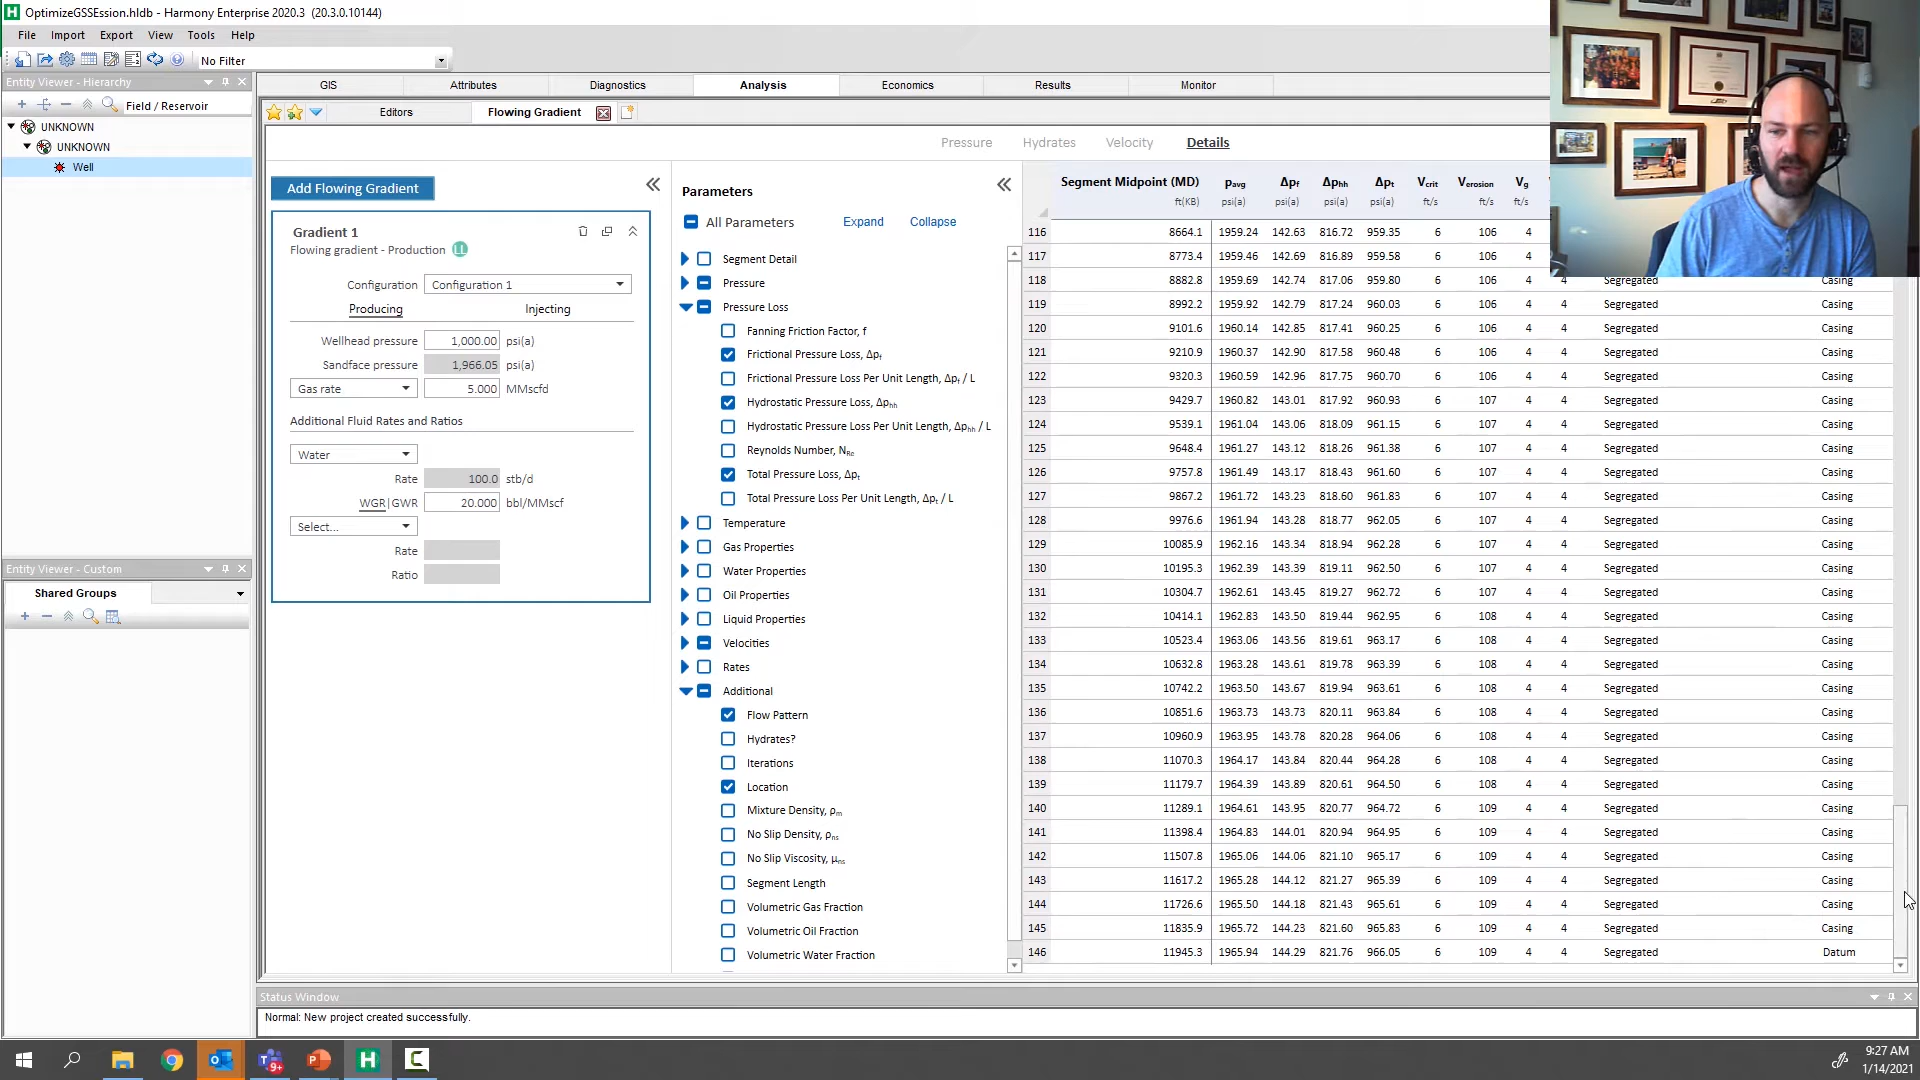 OptimizeGSSEssion.hldb - Harmony Enterprise 2020.3 (20.3.0.10144)
File Import Export View Tools Help
No Filter
Entity Viewer - Hierarchy
Field / Reservoir
UNKNOWN
UNKNOWN
Well
Entity Viewer - Custom
Shared Groups
GIS Attributes Diagnostics Analysis Economics Results Monitor
Editors Flowing Gradient
Pressure Hydrates Velocity Details
Add Flowing Gradient
Gradient 1
Flowing gradient - Production LL
Configuration Configuration 1
Producing Injecting
Wellhead pressure 1,000.00 psi(a)
Sandface pressure 1,966.05 psi(a)
Gas rate 5.000 MMscfd
Additional Fluid Rates and Ratios
Water
Rate 100.0 stb/d
WGR|GWR 20.000 bbl/MMscf
Select...
Rate
Ratio
Parameters
All Parameters Expand Collapse
Segment Detail
Pressure
Pressure Loss
Fanning Friction Factor, f
Frictional Pressure Loss, Δpf
Frictional Pressure Loss Per Unit Length, Δpf / L
Hydrostatic Pressure Loss, Δphh
Hydrostatic Pressure Loss Per Unit Length, Δphh / L
Reynolds Number, NRe
Total Pressure Loss, Δpt
Total Pressure Loss Per Unit Length, Δpt / L
Temperature
Gas Properties
Water Properties
Oil Properties
Liquid Properties
Velocities
Rates
Additional
Flow Pattern
Hydrates?
Iterations
Location
Mixture Density, ρm
No Slip Density, ρns
No Slip Viscosity, μns
Segment Length
Volumetric Gas Fraction
Volumetric Oil Fraction
Volumetric Water Fraction
Segment Midpoint (MD) pavg Δpf Δphh Δpt Vcrit Verosion Vg
ft(KB) psi(a) psi(a) psi(a) psi(a) ft/s ft/s ft/s
116 8664.1 1959.24 142.63 816.72 959.35 6 106 4
117 8773.4 1959.46 142.69 816.89 959.58 6 106 4
118 8882.8 1959.69 142.74 817.06 959.80 6 106 4 4 Segregated Casing
119 8992.2 1959.92 142.79 817.24 960.03 6 106 4 4 Segregated Casing
120 9101.6 1960.14 142.85 817.41 960.25 6 106 4 4 Segregated Casing
121 9210.9 1960.37 142.90 817.58 960.48 6 106 4 4 Segregated Casing
122 9320.3 1960.59 142.96 817.75 960.70 6 106 4 4 Segregated Casing
123 9429.7 1960.82 143.01 817.92 960.93 6 107 4 4 Segregated Casing
124 9539.1 1961.04 143.06 818.09 961.15 6 107 4 4 Segregated Casing
125 9648.4 1961.27 143.12 818.26 961.38 6 107 4 4 Segregated Casing
126 9757.8 1961.49 143.17 818.43 961.60 6 107 4 4 Segregated Casing
127 9867.2 1961.72 143.23 818.60 961.83 6 107 4 4 Segregated Casing
128 9976.6 1961.94 143.28 818.77 962.05 6 107 4 4 Segregated Casing
129 10085.9 1962.16 143.34 818.94 962.28 6 107 4 4 Segregated Casing
130 10195.3 1962.39 143.39 819.11 962.50 6 107 4 4 Segregated Casing
131 10304.7 1962.61 143.45 819.27 962.72 6 107 4 4 Segregated Casing
132 10414.1 1962.83 143.50 819.44 962.95 6 108 4 4 Segregated Casing
133 10523.4 1963.06 143.56 819.61 963.17 6 108 4 4 Segregated Casing
134 10632.8 1963.28 143.61 819.78 963.39 6 108 4 4 Segregated Casing
135 10742.2 1963.50 143.67 819.94 963.61 6 108 4 4 Segregated Casing
136 10851.6 1963.73 143.73 820.11 963.84 6 108 4 4 Segregated Casing
137 10960.9 1963.95 143.78 820.28 964.06 6 108 4 4 Segregated Casing
138 11070.3 1964.17 143.84 820.44 964.28 6 108 4 4 Segregated Casing
139 11179.7 1964.39 143.89 820.61 964.50 6 108 4 4 Segregated Casing
140 11289.1 1964.61 143.95 820.77 964.72 6 109 4 4 Segregated Casing
141 11398.4 1964.83 144.01 820.94 964.95 6 109 4 4 Segregated Casing
142 11507.8 1965.06 144.06 821.10 965.17 6 109 4 4 Segregated Casing
143 11617.2 1965.28 144.12 821.27 965.39 6 109 4 4 Segregated Casing
144 11726.6 1965.50 144.18 821.43 965.61 6 109 4 4 Segregated Casing
145 11835.9 1965.72 144.23 821.60 965.83 6 109 4 4 Segregated Casing
146 11945.3 1965.94 144.29 821.76 966.05 6 109 4 4 Segregated Datum
Status Window
Normal: New project created successfully.
9:27 AM
1/14/2021